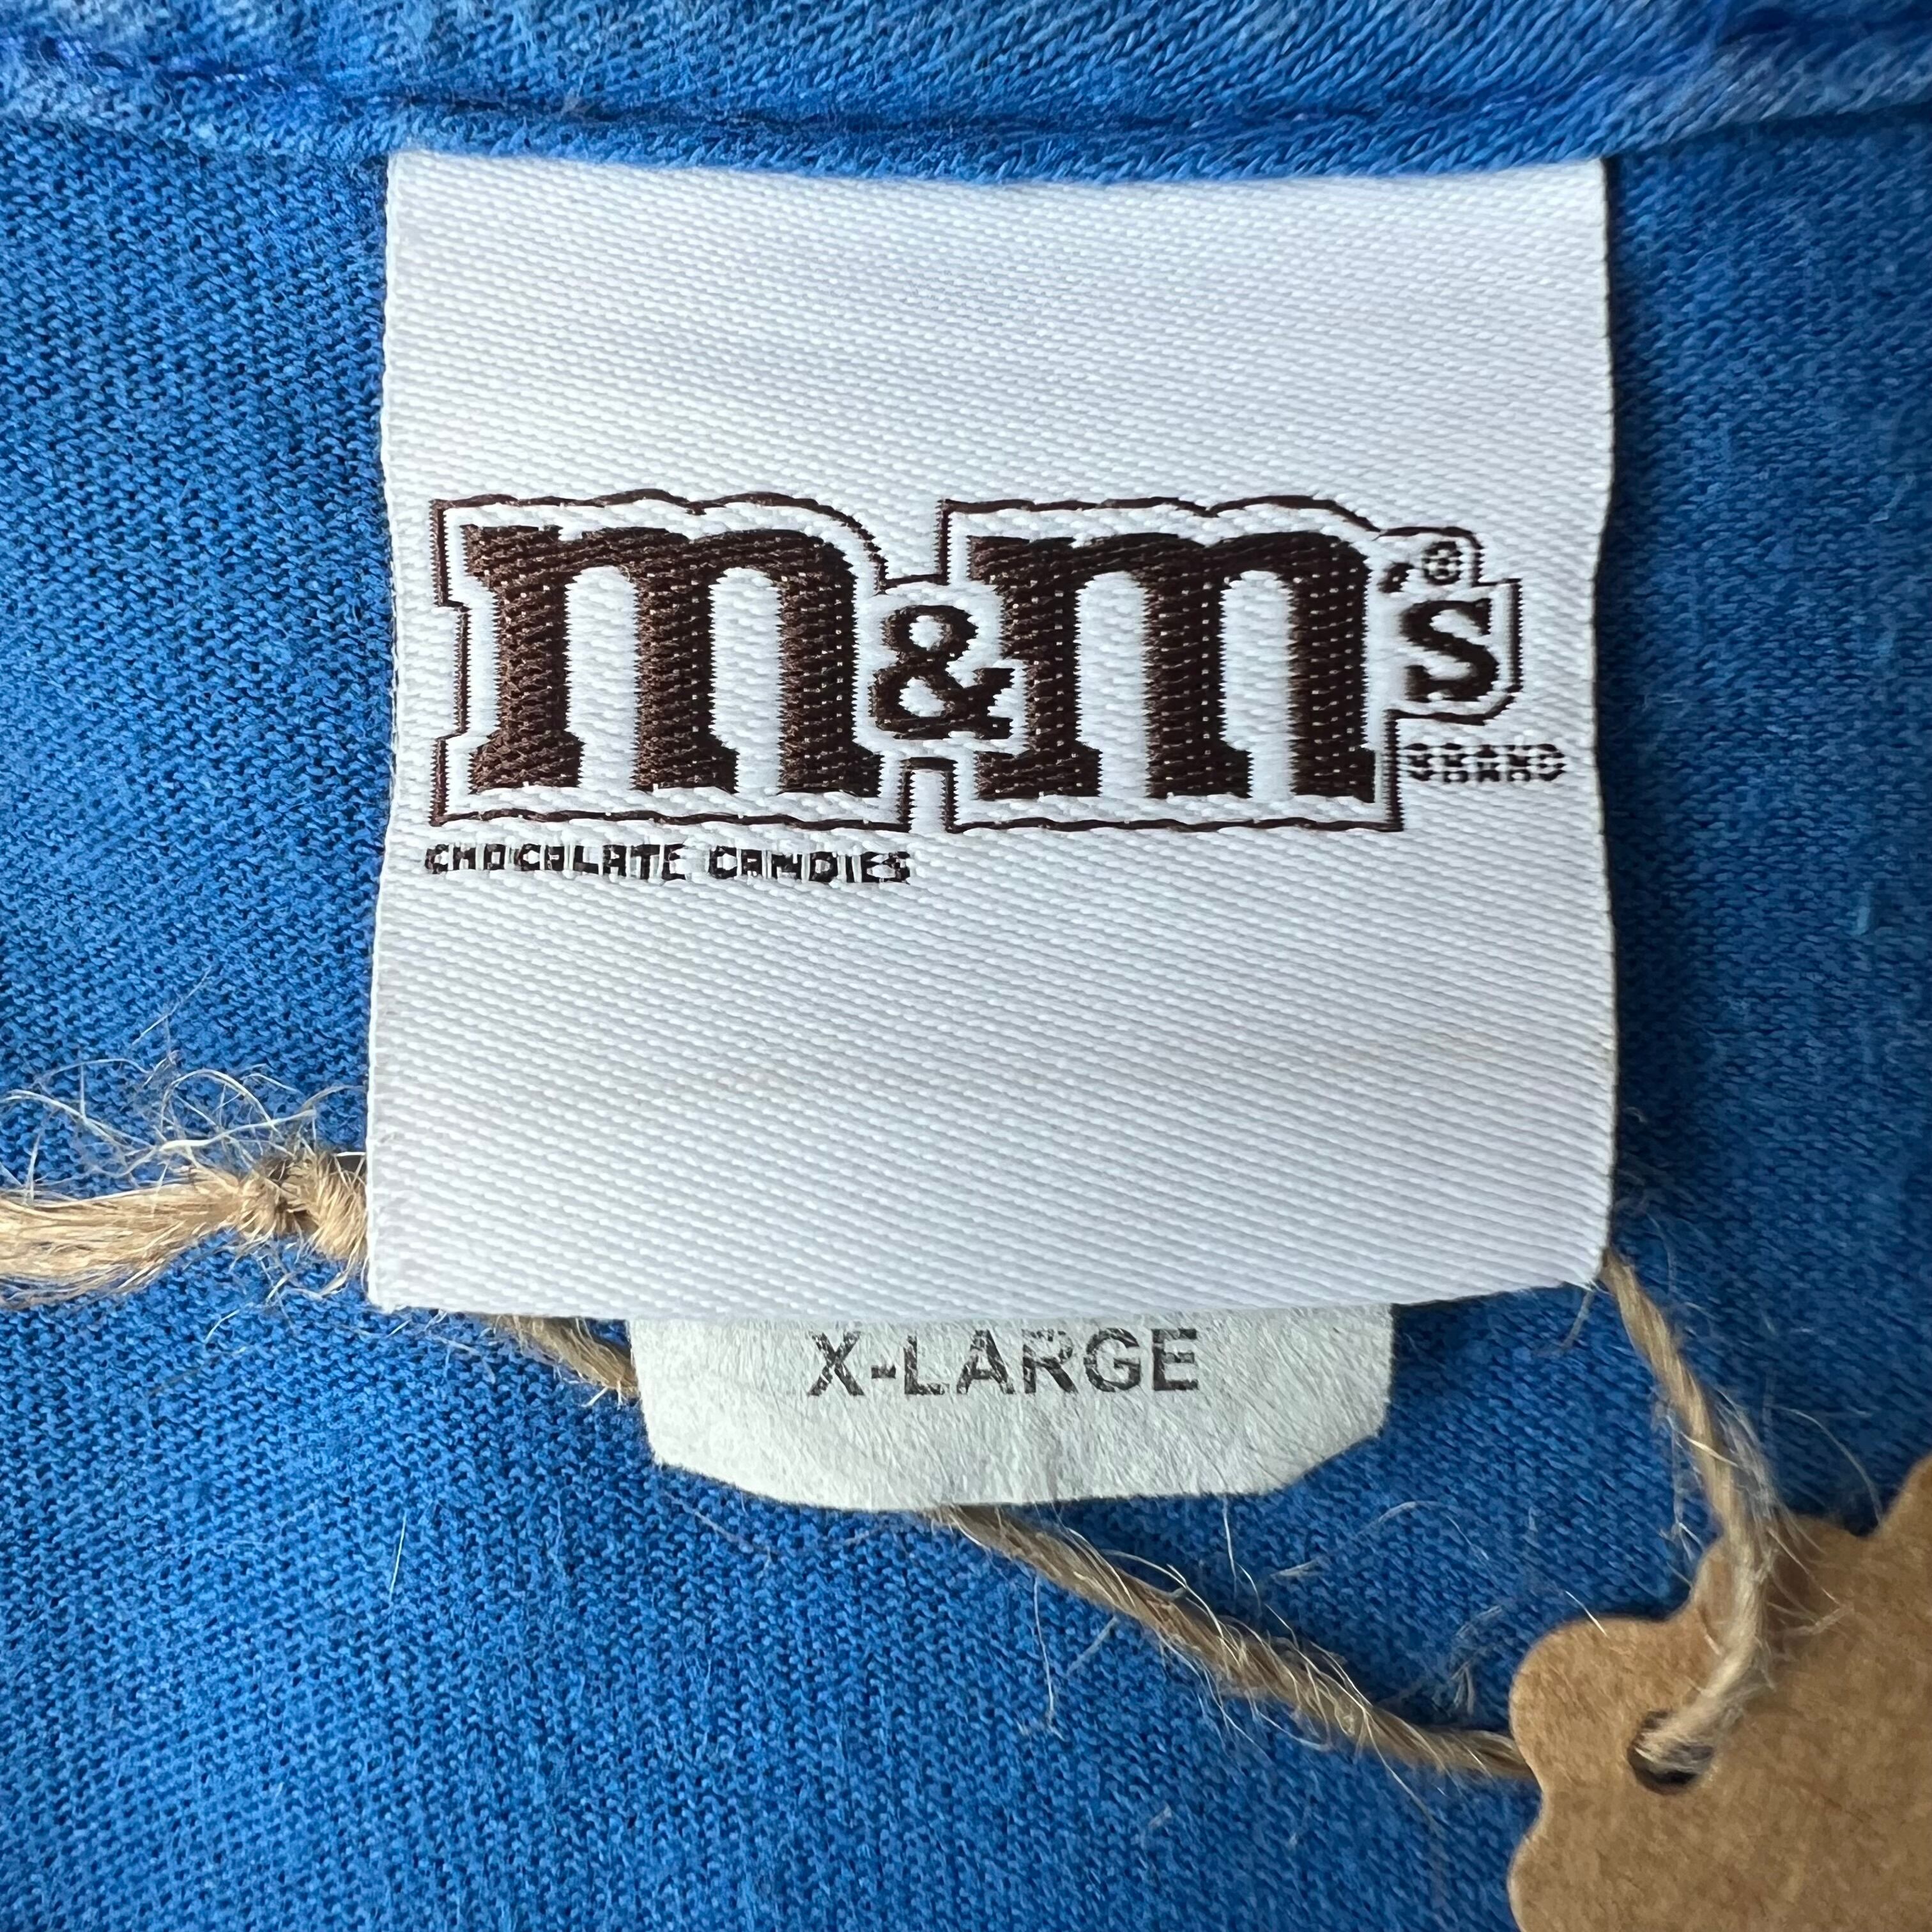 m&m's®
BRAND
CHOCOLATE CANDIES
X-LARGE